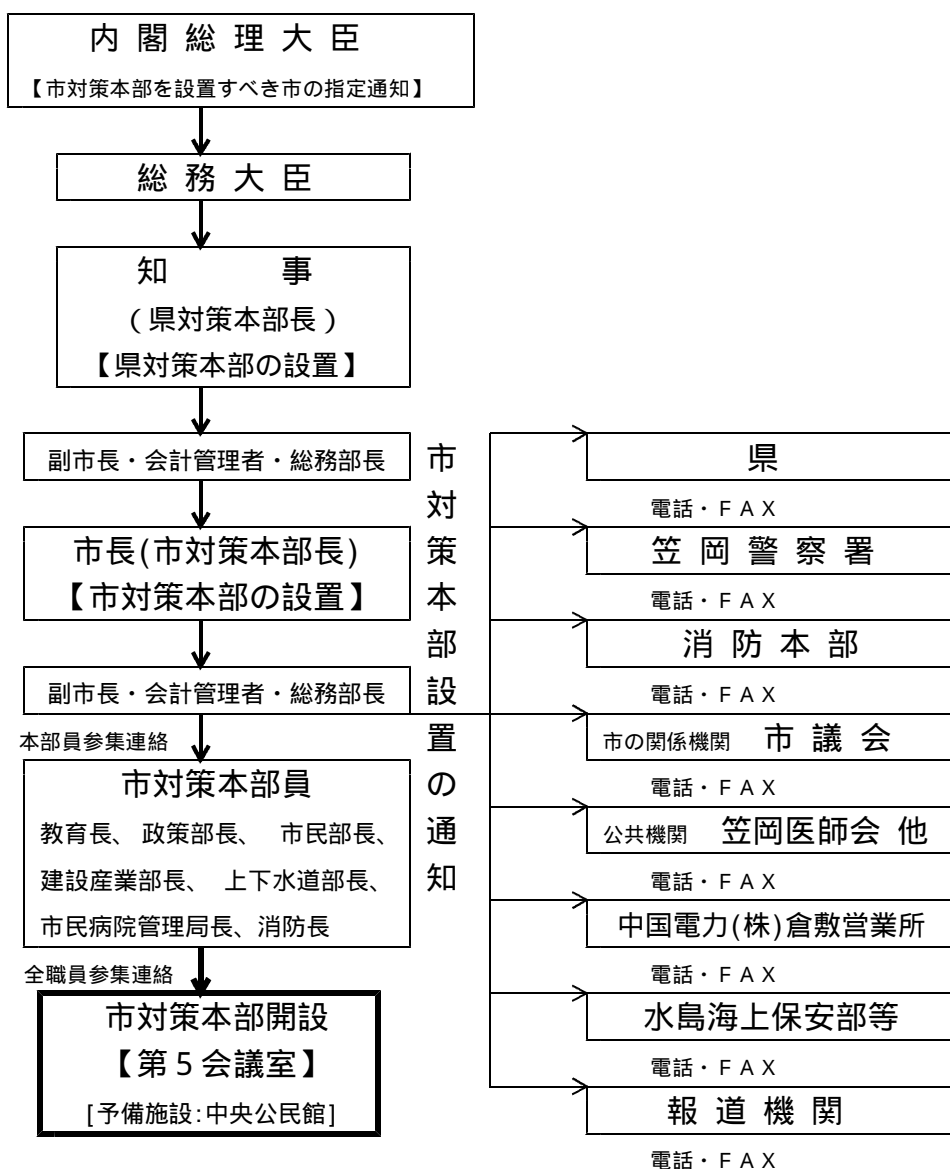 内閣総理大臣
【市対策本部を設置すべき市の指定通知】
総務大臣
知　　事
(県対策本部長)
【県対策本部の設置】
副市長・会計管理者・総務部長
市長(市対策本部長)
【市対策本部の設置】
副市長・会計管理者・総務部長
本部員参集連絡
市対策本部員
教育長、 政策部長、 市民部長、
建設産業部長、 上下水道部長、
市民病院管理局長、消防長
全職員参集連絡
市対策本部開設
【第5会議室】
[予備施設:中央公民館]
市対策本部設置の通知
県
電話・FAX
笠岡警察署
電話・FAX
消防本部
電話・FAX
市の関係機関 市議会
電話・FAX
公共機関 笠岡医師会 他
電話・FAX
中国電力(株)倉敷営業所
電話・FAX
水島海上保安部等
電話・FAX
報道機関
電話・FAX